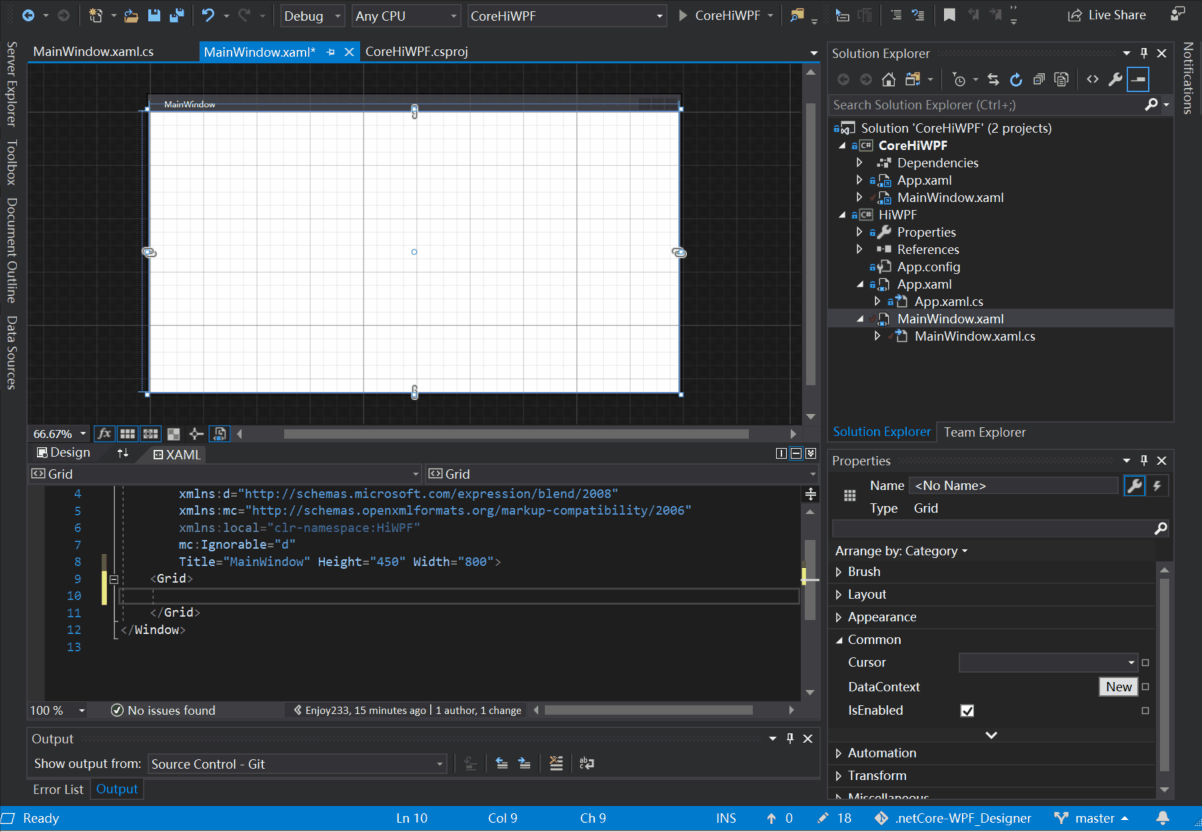 Debug
Any CPU
CoreHiWPF
CoreHiWPF
Live Share
Server Explorer
Toolbox
Document Outline
Data Sources
MainWindow.xaml.cs
MainWindow.xaml*
CoreHiWPF.csproj
MainWindow
66.67%
fx
Design
XAML
Grid
Grid
4 xmlns:d="http://schemas.microsoft.com/expression/blend/2008"
5 xmlns:mc="http://schemas.openxmlformats.org/markup-compatibility/2006"
6 xmlns:local="clr-namespace:HiWPF"
7 mc:Ignorable="d"
8 Title="MainWindow" Height="450" Width="800">
9 <Grid>
10
11 </Grid>
12 </Window>
13
100 %
No issues found
Enjoy233, 15 minutes ago | 1 author, 1 change
Output
Show output from: Source Control - Git
Error List
Output
Solution Explorer
Search Solution Explorer (Ctrl+;)
Solution 'CoreHiWPF' (2 projects)
C# CoreHiWPF
Dependencies
App.xaml
MainWindow.xaml
C# HiWPF
Properties
References
App.config
App.xaml
App.xaml.cs
MainWindow.xaml
MainWindow.xaml.cs
Solution Explorer
Team Explorer
Properties
Name <No Name>
Type Grid
Arrange by: Category
Brush
Layout
Appearance
Common
Cursor
DataContext New
IsEnabled
Automation
Transform
Miscellaneous
Notifications
Ready
Ln 10
Col 9
Ch 9
INS
0
18
.netCore-WPF_Designer
master